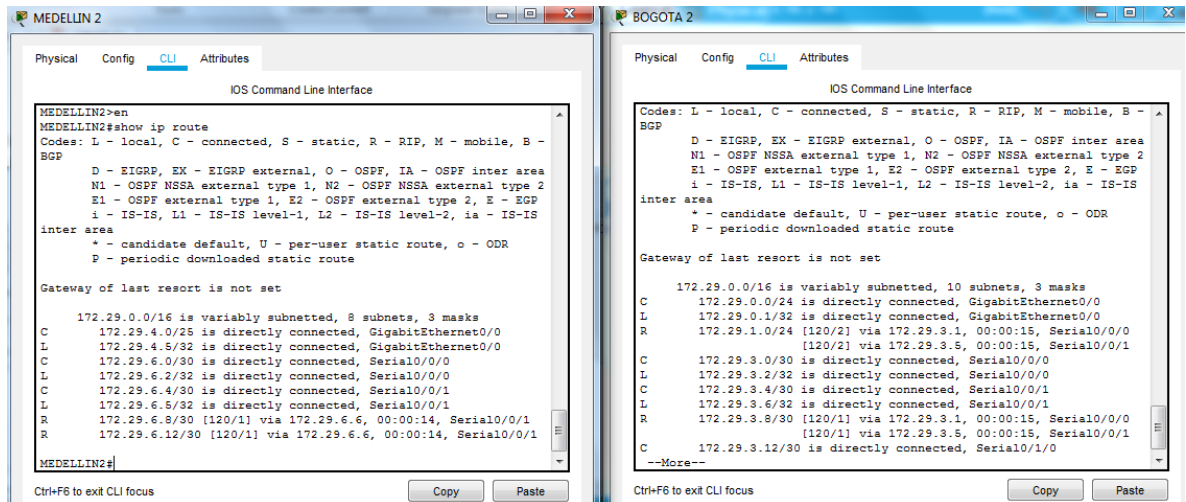 MEDELLIN 2
Physical Config CLI Attributes
IOS Command Line Interface
MEDELLIN2>en
MEDELLIN2#show ip route
Codes: L - local, C - connected, S - static, R - RIP, M - mobile, B -
BGP
D - EIGRP, EX - EIGRP external, O - OSPF, IA - OSPF inter area
N1 - OSPF NSSA external type 1, N2 - OSPF NSSA external type 2
E1 - OSPF external type 1, E2 - OSPF external type 2, E - EGP
i - IS-IS, L1 - IS-IS level-1, L2 - IS-IS level-2, ia - IS-IS
inter area
* - candidate default, U - per-user static route, o - ODR
P - periodic downloaded static route
Gateway of last resort is not set
172.29.0.0/16 is variably subnetted, 8 subnets, 3 masks
C 172.29.4.0/25 is directly connected, GigabitEthernet0/0
L 172.29.4.5/32 is directly connected, GigabitEthernet0/0
C 172.29.6.0/30 is directly connected, Serial0/0/0
L 172.29.6.2/32 is directly connected, Serial0/0/0
C 172.29.6.4/30 is directly connected, Serial0/0/1
L 172.29.6.5/32 is directly connected, Serial0/0/1
R 172.29.6.8/30 [120/1] via 172.29.6.6, 00:00:14, Serial0/0/1
R 172.29.6.12/30 [120/1] via 172.29.6.6, 00:00:14, Serial0/0/1
MEDELLIN2#
Ctrl+F6 to exit CLI focus
Copy Paste
BOGOTA 2
Physical Config CLI Attributes
IOS Command Line Interface
Codes: L - local, C - connected, S - static, R - RIP, M - mobile, B -
BGP
D - EIGRP, EX - EIGRP external, O - OSPF, IA - OSPF inter area
N1 - OSPF NSSA external type 1, N2 - OSPF NSSA external type 2
E1 - OSPF external type 1, E2 - OSPF external type 2, E - EGP
i - IS-IS, L1 - IS-IS level-1, L2 - IS-IS level-2, ia - IS-IS
inter area
* - candidate default, U - per-user static route, o - ODR
P - periodic downloaded static route
Gateway of last resort is not set
172.29.0.0/16 is variably subnetted, 10 subnets, 3 masks
C 172.29.0.0/24 is directly connected, GigabitEthernet0/0
L 172.29.0.1/32 is directly connected, GigabitEthernet0/0
R 172.29.1.0/24 [120/2] via 172.29.3.1, 00:00:15, Serial0/0/0
[120/2] via 172.29.3.5, 00:00:15, Serial0/0/1
C 172.29.3.0/30 is directly connected, Serial0/0/0
L 172.29.3.2/32 is directly connected, Serial0/0/0
C 172.29.3.4/30 is directly connected, Serial0/0/1
L 172.29.3.6/32 is directly connected, Serial0/0/1
R 172.29.3.8/30 [120/1] via 172.29.3.1, 00:00:15, Serial0/0/0
[120/1] via 172.29.3.5, 00:00:15, Serial0/0/1
C 172.29.3.12/30 is directly connected, Serial0/1/0
--More--
Ctrl+F6 to exit CLI focus
Copy Paste